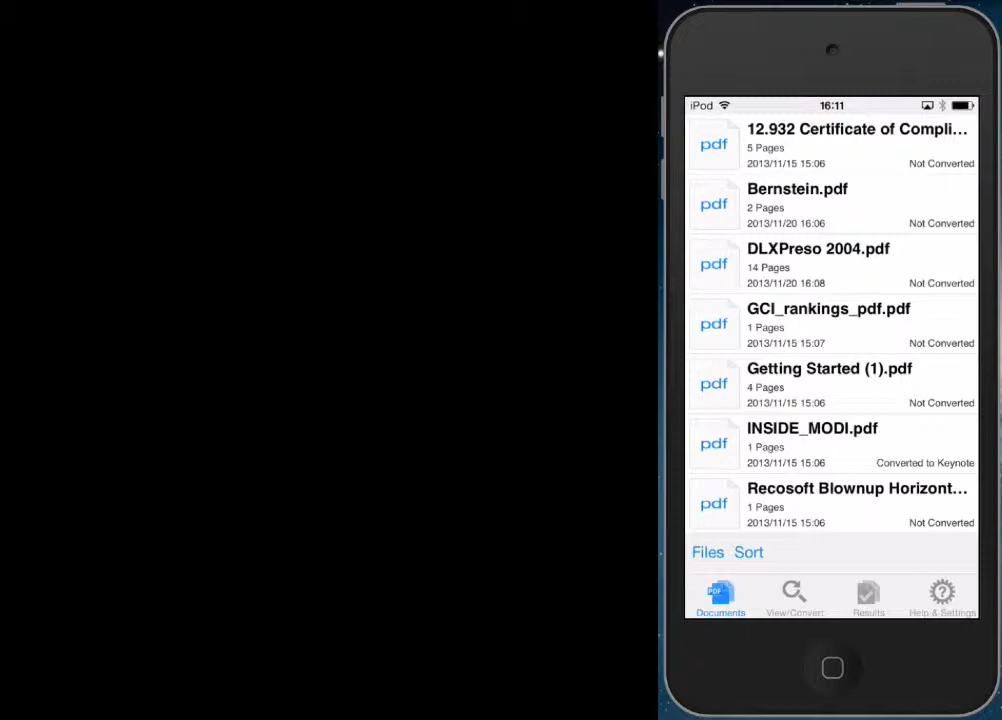 iPod 16:11
pdf
12.932 Certificate of Compli...
5 Pages
2013/11/15 15:06 Not Converted
pdf
Bernstein.pdf
2 Pages
2013/11/20 16:06 Not Converted
pdf
DLXPreso 2004.pdf
14 Pages
2013/11/20 16:08 Not Converted
pdf
GCI_rankings_pdf.pdf
1 Pages
2013/11/15 15:07 Not Converted
pdf
Getting Started (1).pdf
4 Pages
2013/11/15 15:06 Not Converted
pdf
INSIDE_MODI.pdf
1 Pages
2013/11/15 15:06 Converted to Keynote
pdf
Recosoft Blownup Horizont...
1 Pages
2013/11/15 15:06 Not Converted
Files Sort
PDF
Documents View/Convert Results Help & Settings